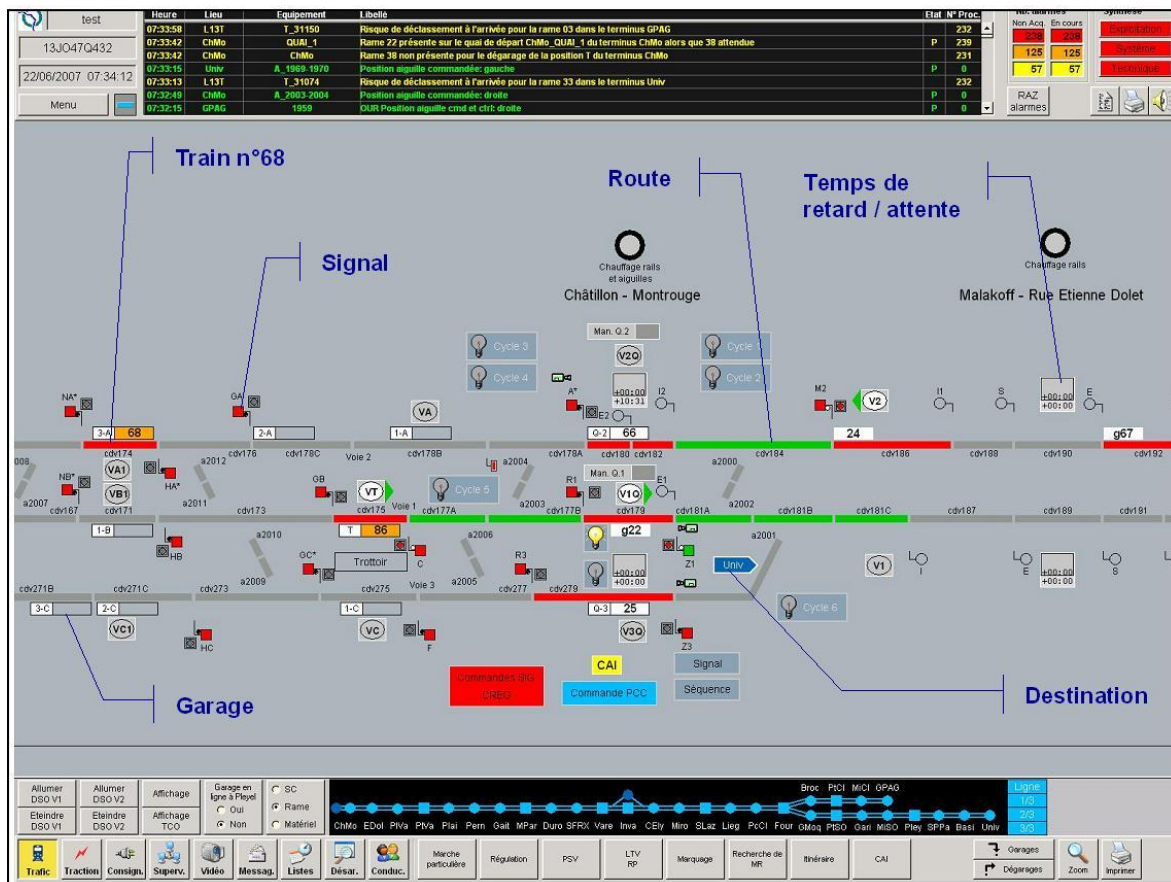 test
13JO47Q432
22/06/2007 07:34:12
Menu
Heure Lieu Equipement Libellé Etat N° Proc.
07:33:58 L13T T_31150 Risque de déclassement à l'arrivée pour la rame 03 dans le terminus GPAG 232
07:33:42 ChMo QUAI_1 Rame 22 présente sur le quai de départ ChMo_QUAI_1 du terminus ChMo alors que 38 attendue P 239
07:33:42 ChMo ChMo Rame 38 non présente pour le dégarage de la position T du terminus ChMo 231
07:33:15 Univ A_1969-1970 Position aiguille commandée: gauche P 0
07:33:13 L13T T_31074 Risque de déclassement à l'arrivée pour la rame 33 dans le terminus Univ 232
07:32:49 ChMo A_2003-2004 Position aiguille commandée: droite P 0
07:32:15 GPAG 1959 OUR Position aiguille cmd et ctrl: droite P 0
Nb. alarmes
Non Acq. En cours
238 238
125 125
57 57
RAZ
alarmes
Synthèse
Exploitation
Système
Technique
Train n°68
Route
Temps de
retard / attente
Signal
Chauffage rails
et aiguilles
Châtillon - Montrouge
Chauffage rails
Malakoff - Rue Etienne Dolet
Man. Q.2
Cycle 3
V2Q
Cycle
Cycle 4
Cycle 2
+00:00
+10:31
+00:00
+00:00
NA* GA VA A* E2 I2 M2 V2 I1 S E
3-A 68 2-A 1-A Q-2 66 24 g67
cdv174 cdv176 cdv178C Voie 2 cdv178B cdv178A cdv180 cdv182 cdv184 cdv186 cdv188 cdv190 cdv192
2008 a2012 a2004 a2000
VA1 HA* L Man. Q.1
NB* VB1 GB VT Cycle 5 R1 V1Q E1
a2007 a2011 a2003 a2002
cdv167 cdv171 cdv173 cdv175 Voie 1 cdv177A cdv177B cdv179 cdv181A cdv181B cdv181C cdv187 cdv189 cdv191
1-B T 86 g22
HB a2010 GC* Trottoir C a2006 R3 Z1 a2001
+00:00
+00:00
Univ V1 I E
+00:00
+00:00
S
a2009 a2005
cdv271B cdv271C cdv273 cdv275 Voie 3 cdv277 cdv279
3-C 2-C 1-C Q-3 25 Cycle 6
VC1 HC VC F V3Q Z3
Garage
Commandes SIG
CREG
CAI
Commande PCC
Signal
Séquence
Destination
Allumer
DSO V1
Allumer
DSO V2
Affichage
Eteindre
DSO V1
Eteindre
DSO V2
Affichage
TCO
Garage en
ligne à Pleyel
Oui
Non
SC
Rame
Matériel
Broc PtCl MiCl GPAG
ChMo EDol PlVa PtVa Plai Pern Gait MPar Duro SFRX Vare Inva CEly Miro SLaz Lieg PcCl Four GMoq PtSO Gari MiSO Pley SPPa Basi Univ
Ligne
1/3
2/3
3/3
Trafic Traction Consign. Superv. Vidéo Messag. Listes Désar. Conduc.
Marche
particulière
Régulation
PSV
LTV
RP
Marquage
Recherche de
MR
Itinéraire
CAI
Garages
Dégarages
Zoom
Imprimer